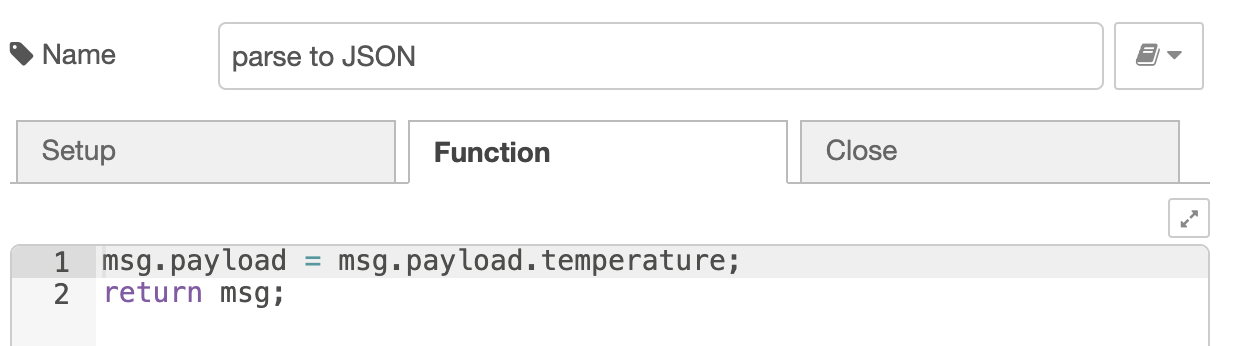 Name
parse to JSON
Setup
Function
Close
1 msg.payload = msg.payload.temperature;
2 return msg;